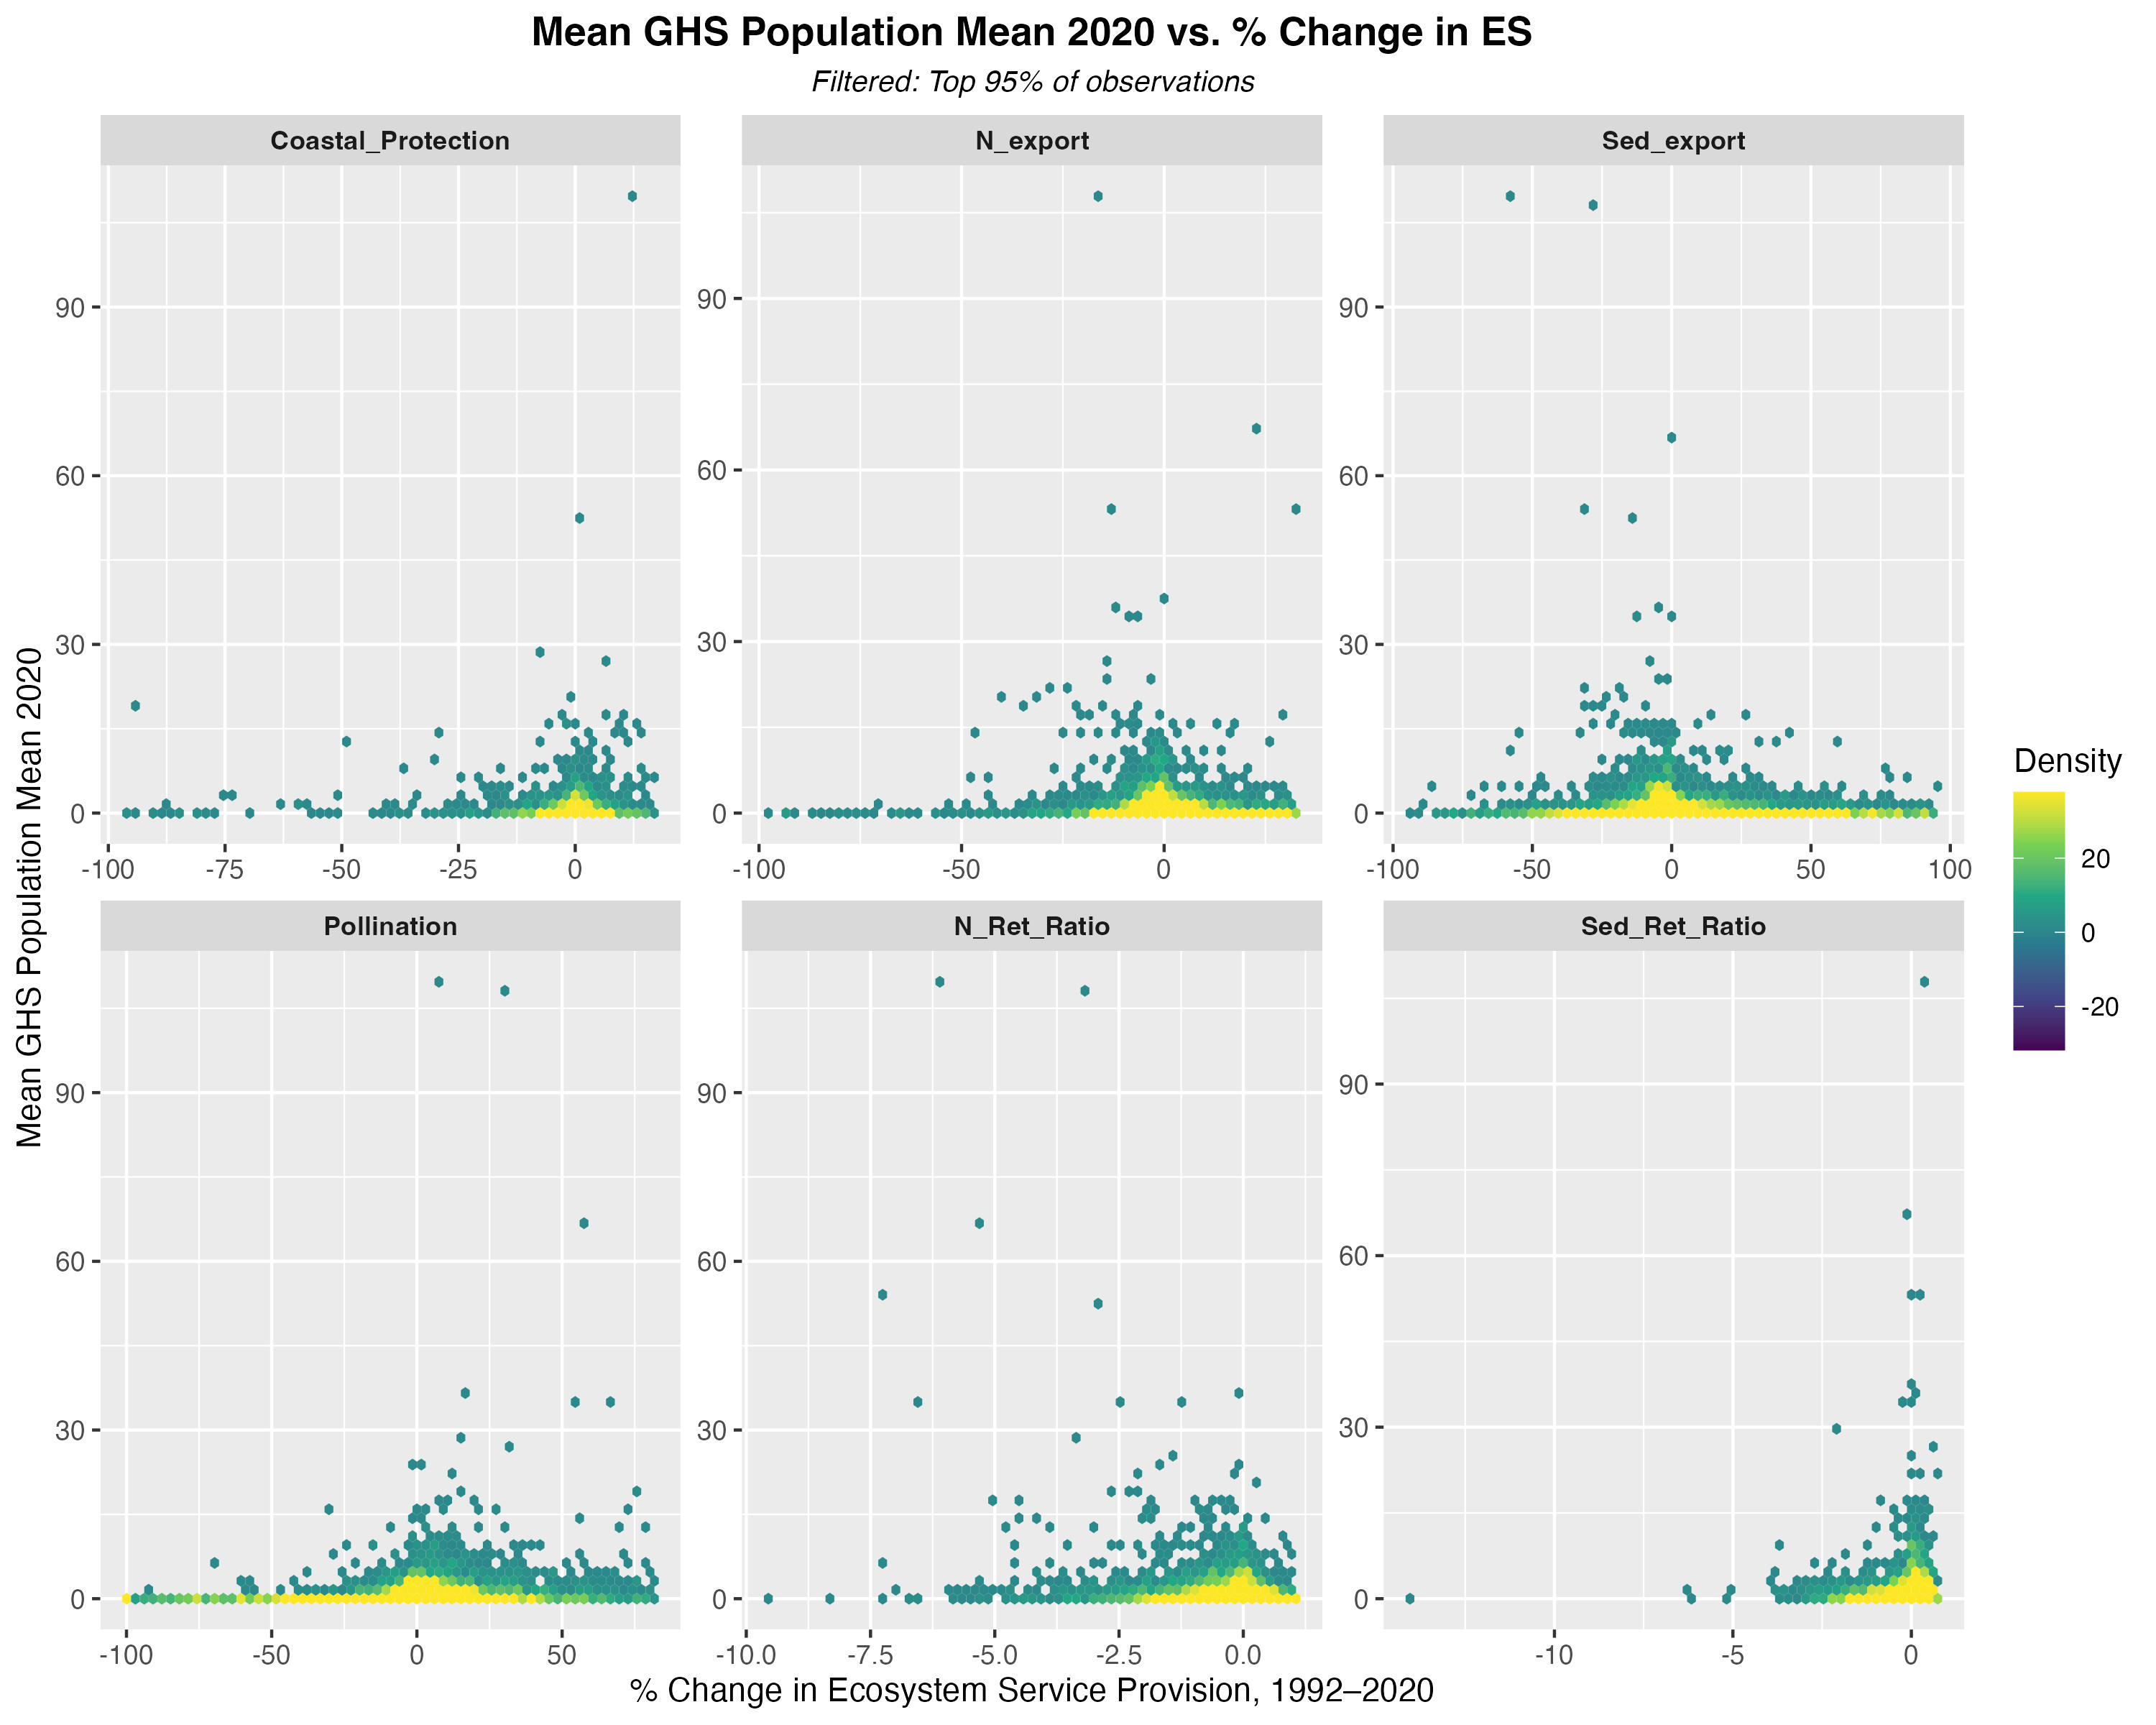 Mean GHS Population Mean 2020 vs. % Change in ES
Filtered: Top 95% of observations
Coastal_Protection
N_export
Sed_export
90
60
30
0
-100 -75 -50 -25 0
90
60
30
0
-100 -50 0
90
60
30
0
-100 -50 0 50 100
Pollination
N_Ret_Ratio
Sed_Ret_Ratio
90
60
30
0
-100 -50 0 50
90
60
30
0
-10.0 -7.5 -5.0 -2.5 0.0
90
60
30
0
-10 -5 0
Mean GHS Population Mean 2020
% Change in Ecosystem Service Provision, 1992–2020
Density
20
0
-20